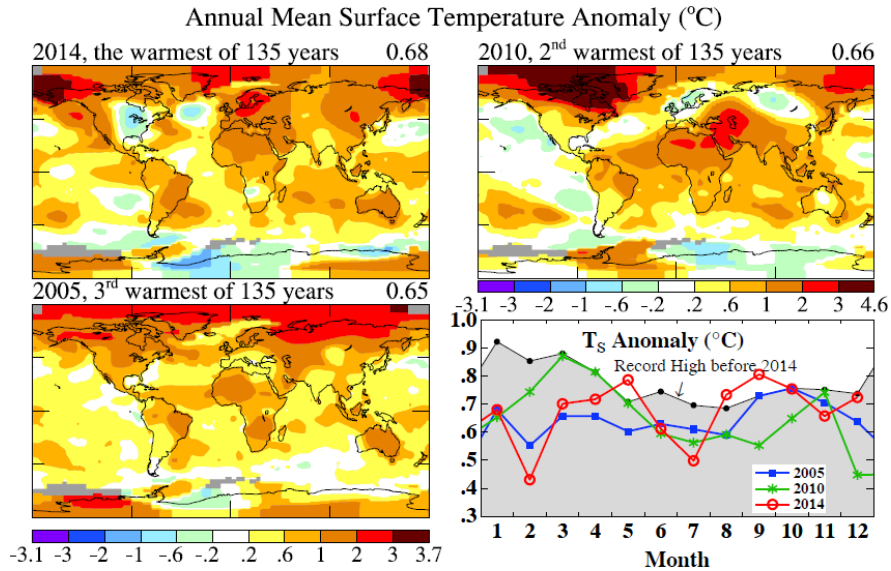 Annual Mean Surface Temperature Anomaly (°C)
2014, the warmest of 135 years 0.68
2010, 2nd warmest of 135 years 0.66
2005, 3rd warmest of 135 years 0.65
-3.1 -3 -2 -1 -.6 -.2 .2 .6 1 2 3 4.6
1.0
.9
.8
.7
.6
.5
.4
.3
Ts Anomaly (°C)
Record High before 2014
2005
2010
2014
1 2 3 4 5 6 7 8 9 10 11 12
Month
-3.1 -3 -2 -1 -.6 -.2 .2 .6 1 2 3 3.7